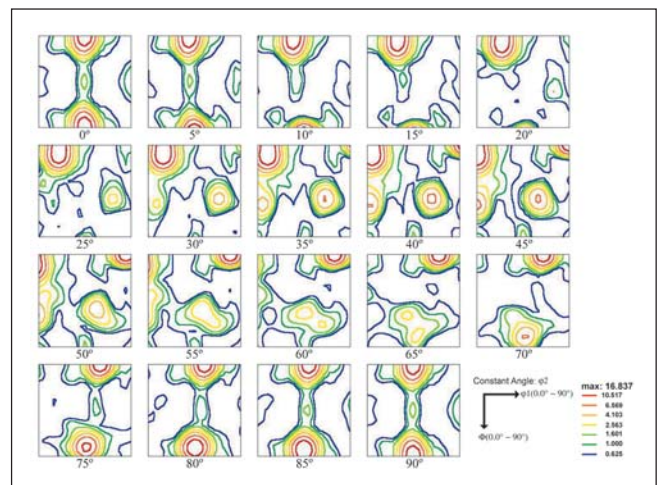 0° 5° 10° 15° 20°
25° 30° 35° 40° 45°
50° 55° 60° 65° 70°
75° 80° 85° 90°
Constant Angle: φ2
φ1(0.0° ~ 90°)
Φ(0.0° ~ 90°)
max: 16.837
10.517
6.569
4.103
2.563
1.601
1.000
0.625